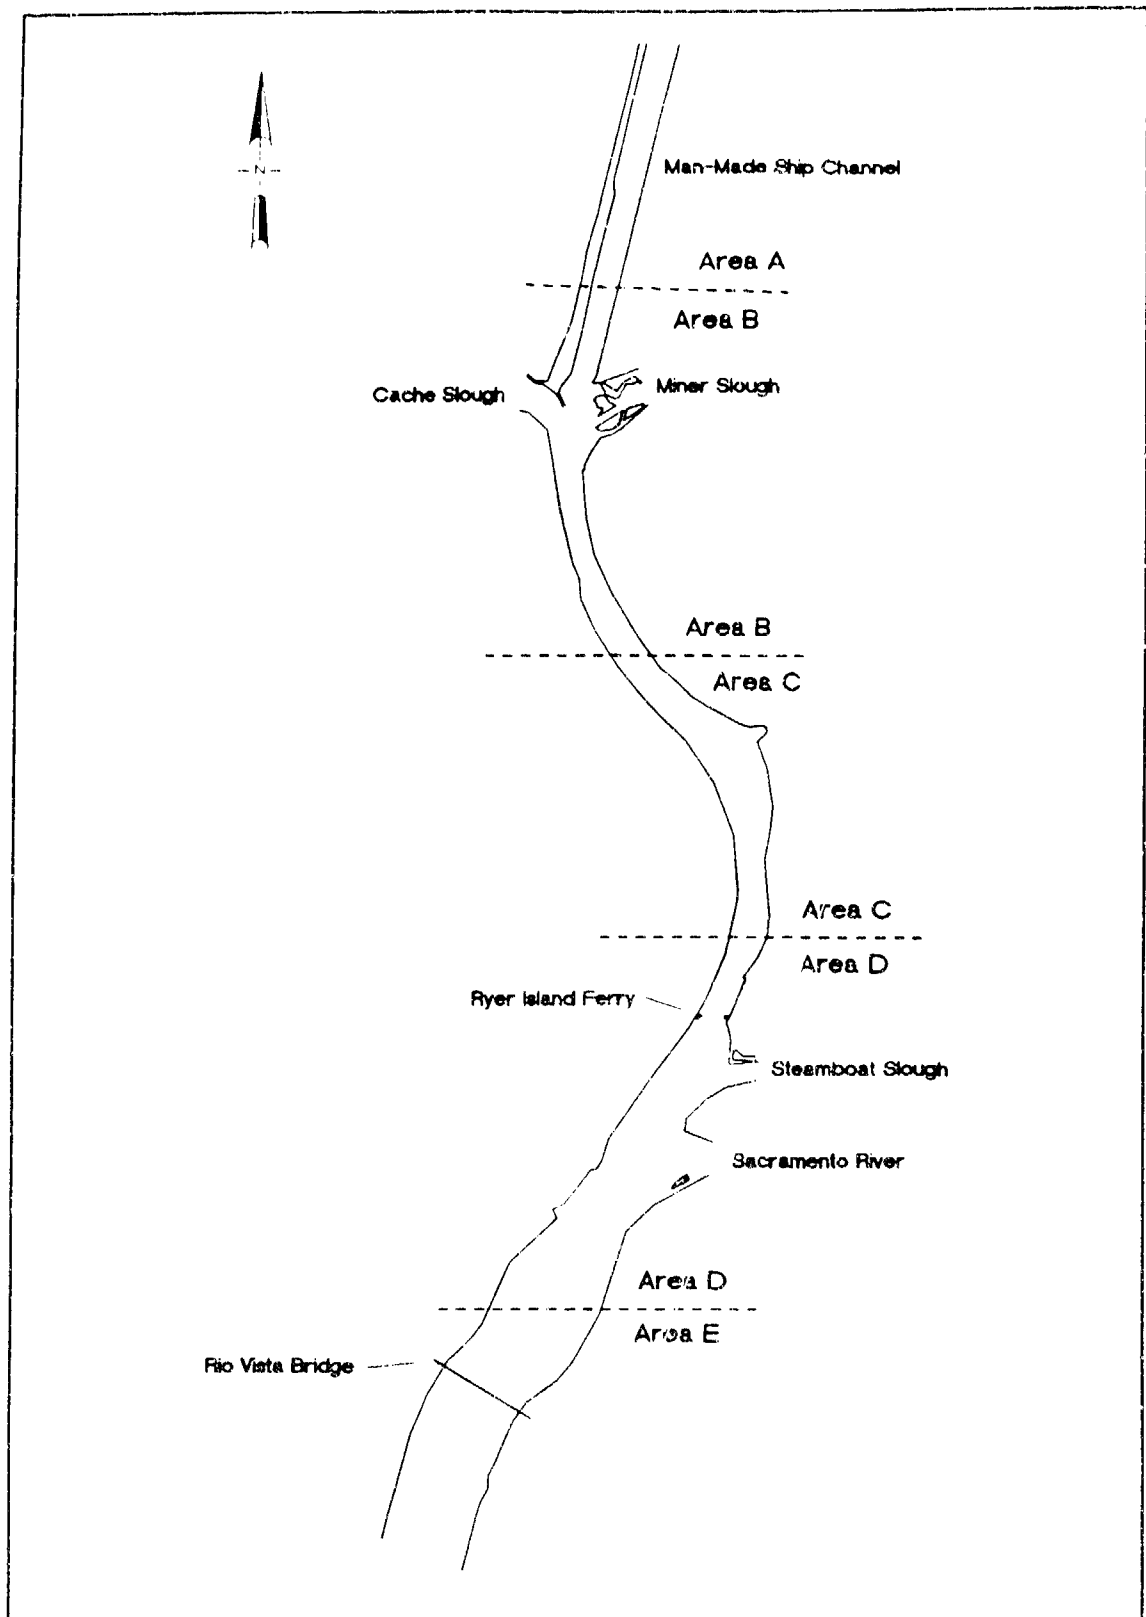 N
Man-Made Ship Channel
Area A
Area B
Cache Slough
Miner Slough
Area B
Area C
Area C
Area D
Ryer Island Ferry
Steamboat Slough
Sacramento River
Area D
Area E
Rio Vista Bridge